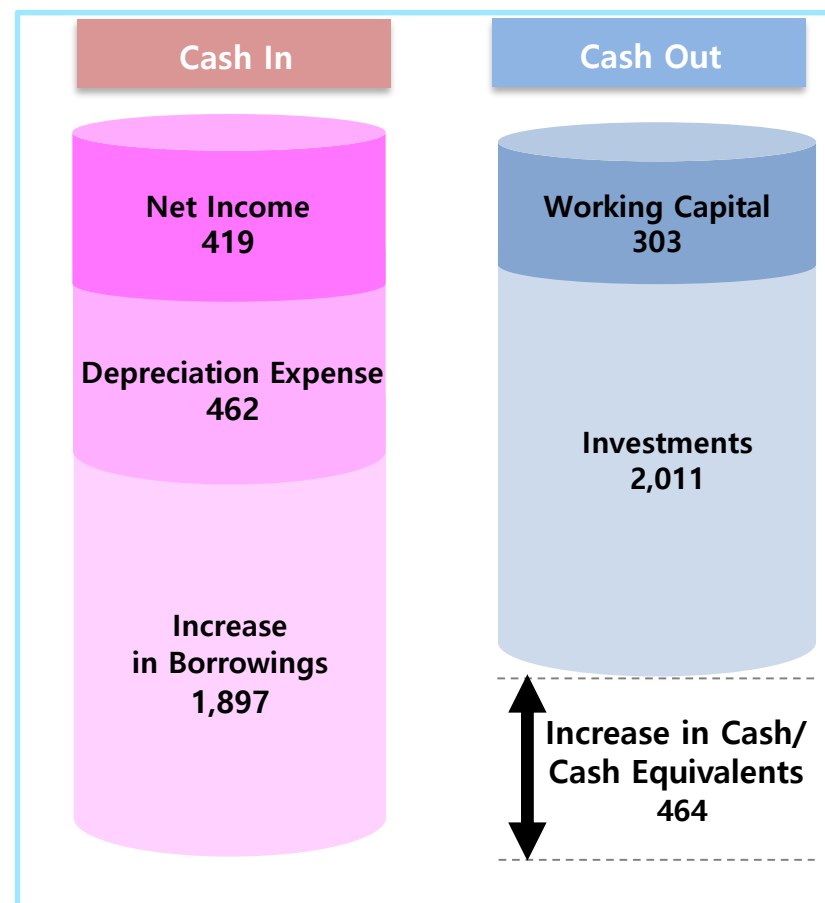 Cash In
Net Income
419
Depreciation Expense
462
Increase
in Borrowings
1,897
Cash Out
Working Capital
303
Investments
2,011
Increase in Cash/
Cash Equivalents
464